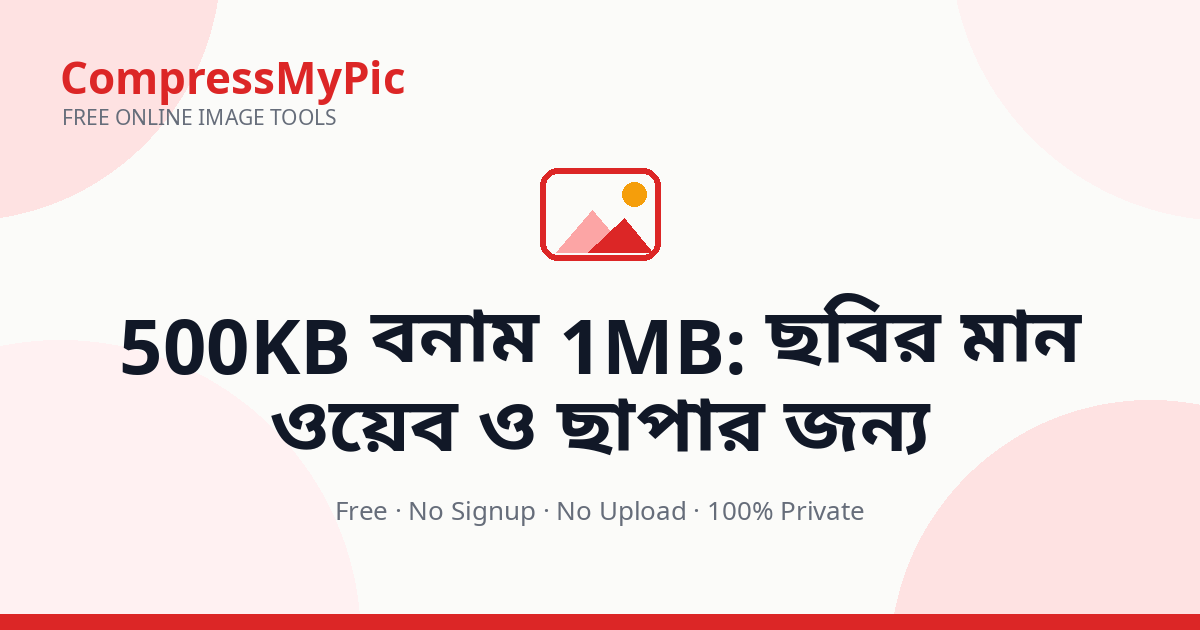 CompressMyPic
FREE ONLINE IMAGE TOOLS
500KB বনাম 1MB: ছবির মান
ওয়েব ও ছাপার জন্য
Free · No Signup · No Upload · 100% Private